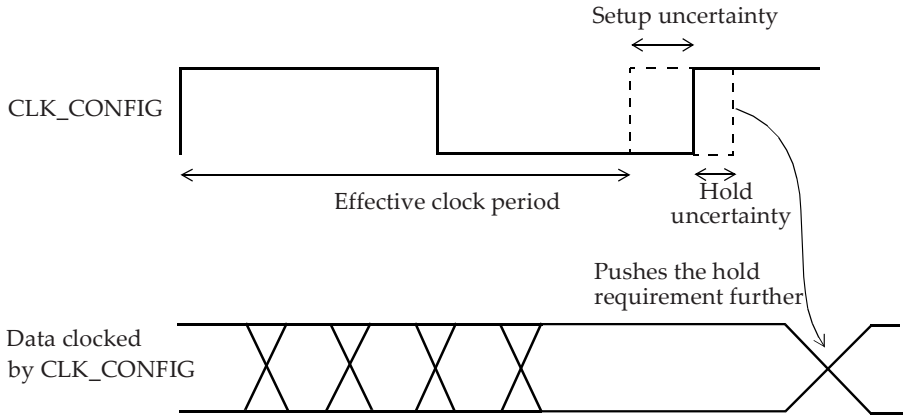 Setup uncertainty
CLK_CONFIG
Effective clock period
Hold
uncertainty
Pushes the hold
requirement further
Data clocked
by CLK_CONFIG